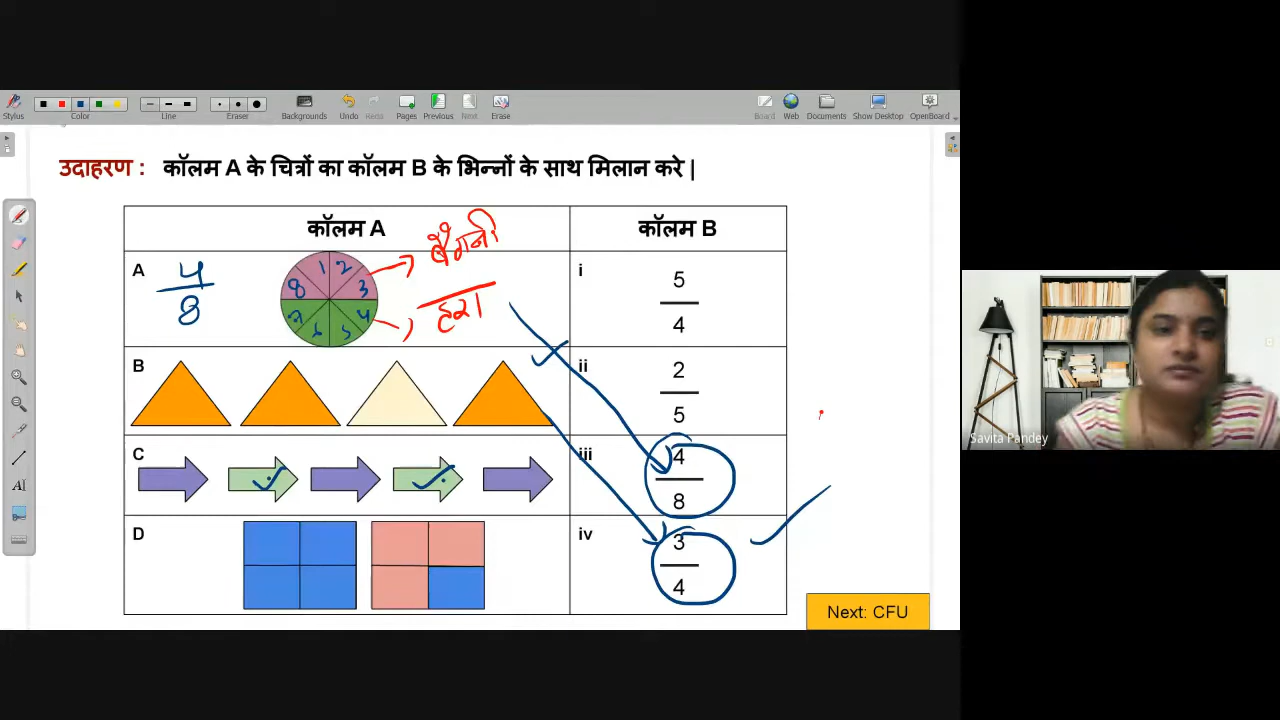 Stylus
Color
Line
Eraser
Backgrounds
Undo
Redo
Pages
Previous
Next
Erase
Board
Web
Documents
Show Desktop
OpenBoard
उदाहरण : कॉलम A के चित्रों का कॉलम B के भिन्नों के साथ मिलान करे |
कॉलम A
कॉलम B
A
4
8
1 2 3 4 5 6 7 8
बैंगनी
हरा
i
5
4
B
ii
2
5
C
iii
4
8
D
iv
3
4
Next: CFU
Savita Pandey